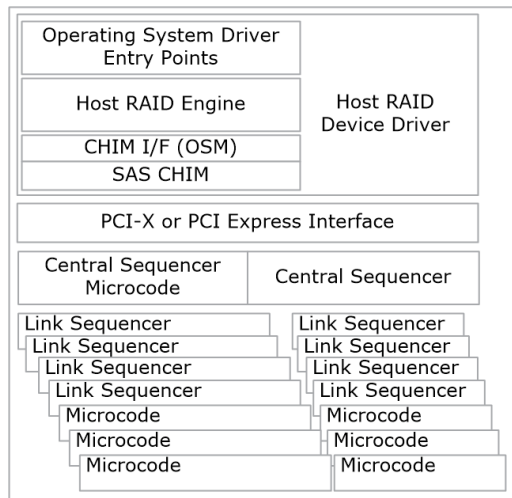 Operating System Driver
Entry Points
Host RAID Engine
CHIM I/F (OSM)
SAS CHIM
Host RAID
Device Driver
PCI-X or PCI Express Interface
Central Sequencer
Microcode
Central Sequencer
Link Sequencer
Link Sequencer
Link Sequencer
Link Sequencer
Microcode
Microcode
Microcode
Link Sequencer
Link Sequencer
Link Sequencer
Link Sequencer
Microcode
Microcode
Microcode